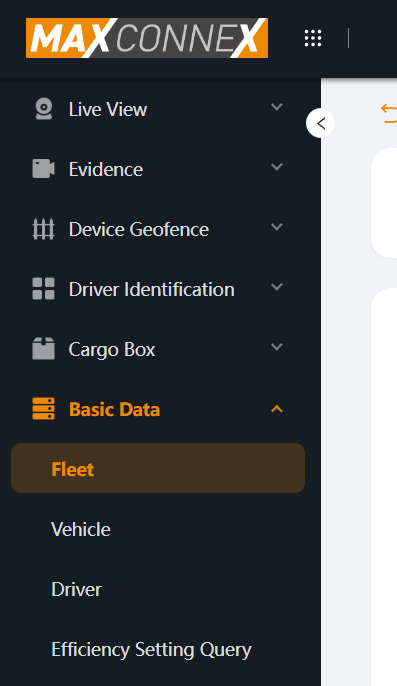 MAXCONNEX
Live View
Evidence
Device Geofence
Driver Identification
Cargo Box
Basic Data
Fleet
Vehicle
Driver
Efficiency Setting Query